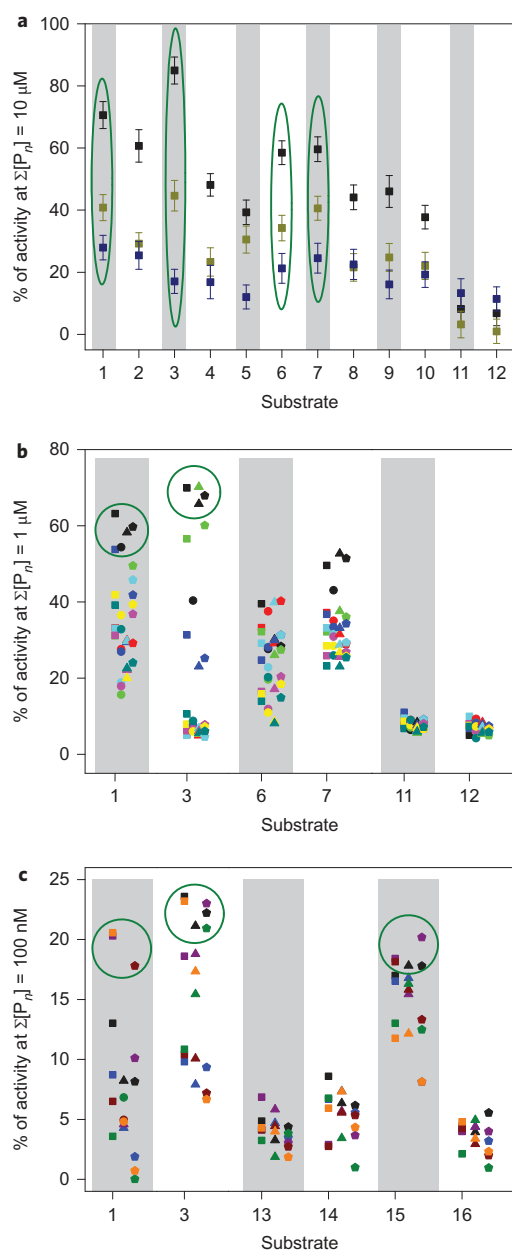 a
% of activity at Σ[Pn] = 10 μM
100
80
60
40
20
0
1 2 3 4 5 6 7 8 9 10 11 12
Substrate
b
% of activity at Σ[Pn] = 1 μM
80
60
40
20
0
1 3 6 7 11 12
Substrate
c
% of activity at Σ[Pn] = 100 nM
25
20
15
10
5
0
1 3 13 14 15 16
Substrate